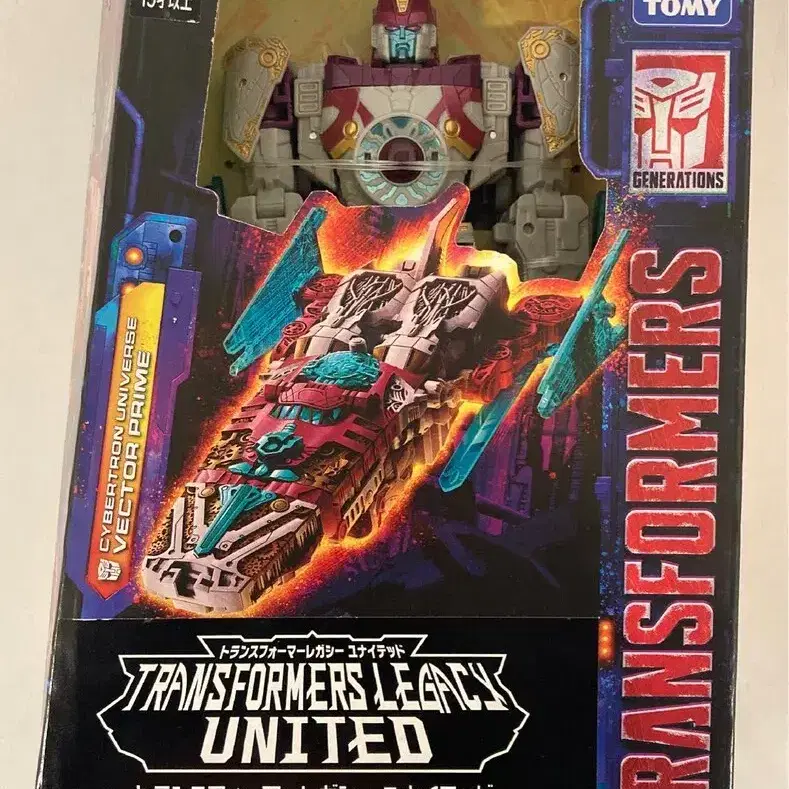 TOMY
GENERATIONS
TRANSFORMERS
CYBERTRON UNIVERSE
VECTOR PRIME
トランスフォーマーレガシー ユナイテッド
TRANSFORMERS LEGACY
UNITED